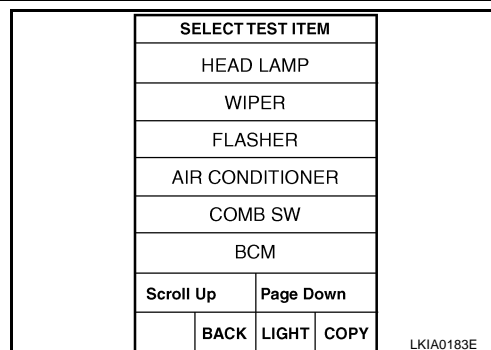 SELECT TEST ITEM
HEAD LAMP
WIPER
FLASHER
AIR CONDITIONER
COMB SW
BCM
Scroll Up Page Down
BACK LIGHT COPY
LKIA0183E